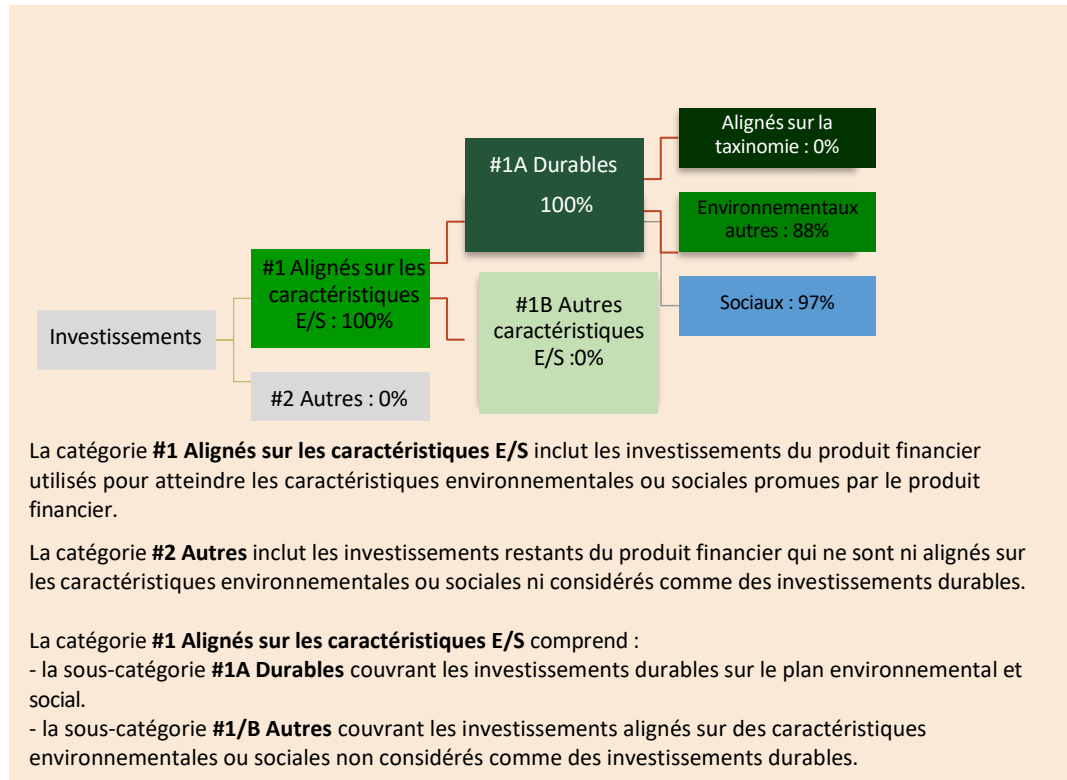 Alignés sur la
taxinomie : 0%
#1A Durables
100%
Environnementaux
autres : 88%
#1 Alignés sur les
caractéristiques
E/S : 100%
Sociaux : 97%
#1B Autres
caractéristiques
E/S :0%
Investissements
#2 Autres : 0%
La catégorie #1 Alignés sur les caractéristiques E/S inclut les investissements du produit financier
utilisés pour atteindre les caractéristiques environnementales ou sociales promues par le produit
financier.
La catégorie #2 Autres inclut les investissements restants du produit financier qui ne sont ni alignés sur
les caractéristiques environnementales ou sociales ni considérés comme des investissements durables.
La catégorie #1 Alignés sur les caractéristiques E/S comprend :
- la sous-catégorie #1A Durables couvrant les investissements durables sur le plan environnemental et
social.
- la sous-catégorie #1/B Autres couvrant les investissements alignés sur des caractéristiques
environnementales ou sociales non considérés comme des investissements durables.